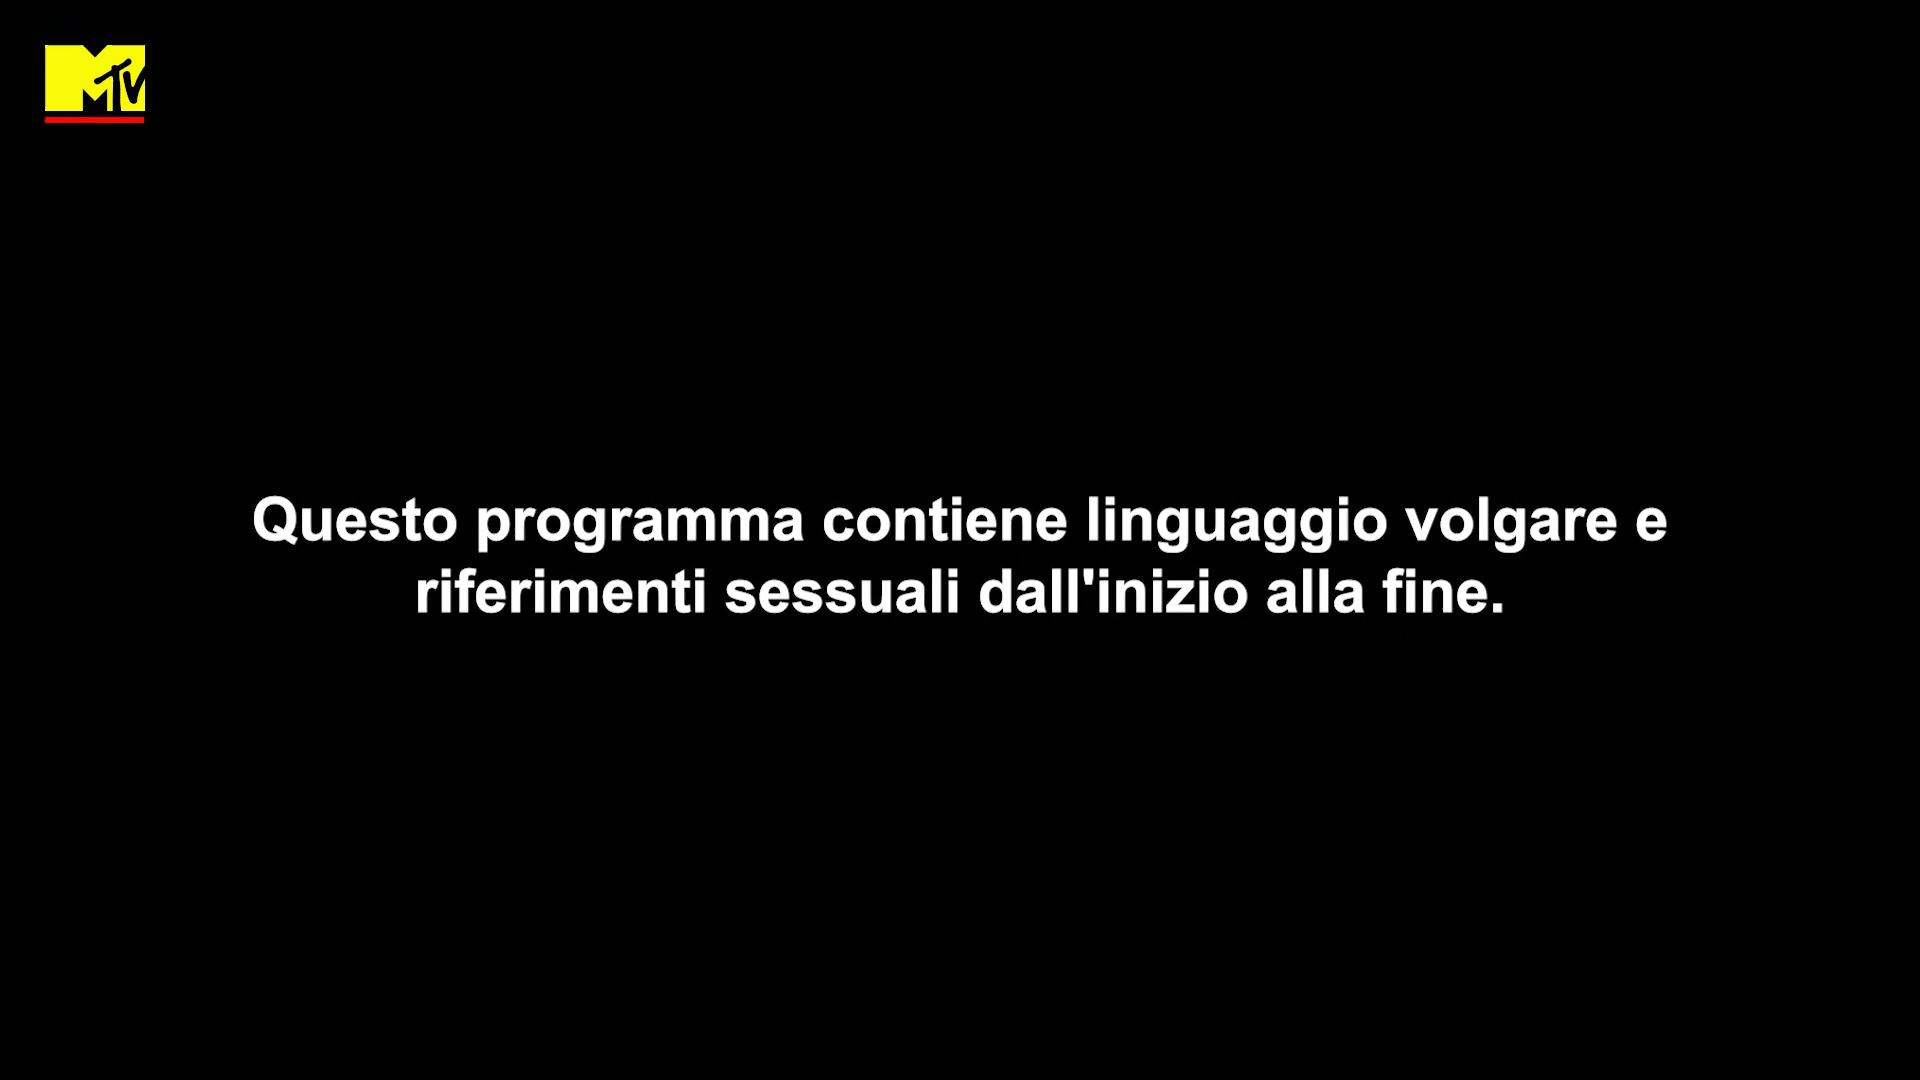 MTV
Questo programma contiene linguaggio volgare e
riferimenti sessuali dall'inizio alla fine.